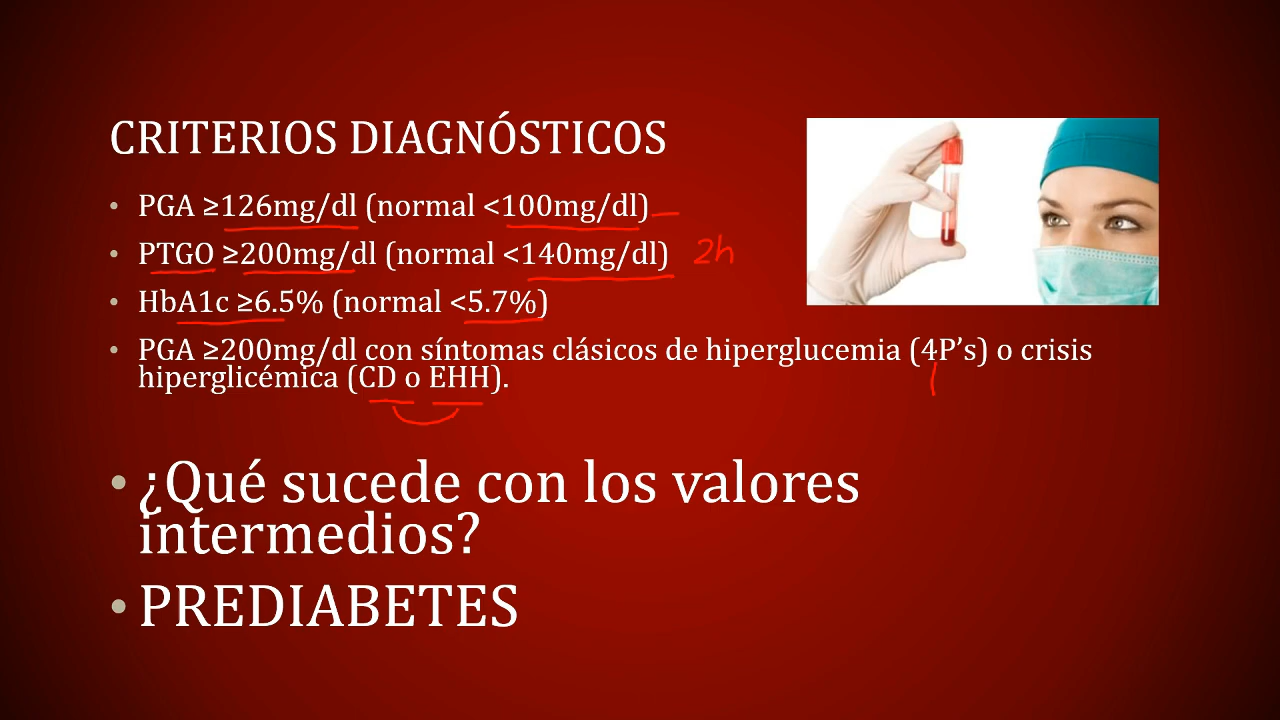 CRITERIOS DIAGNÓSTICOS
• PGA ≥126mg/dl (normal <100mg/dl)
• PTGO ≥200mg/dl (normal <140mg/dl) 2h
• HbA1c ≥6.5% (normal <5.7%)
• PGA ≥200mg/dl con síntomas clásicos de hiperglucemia (4P’s) o crisis
hiperglicémica (CD o EHH).
• ¿Qué sucede con los valores
intermedios?
• PREDIABETES